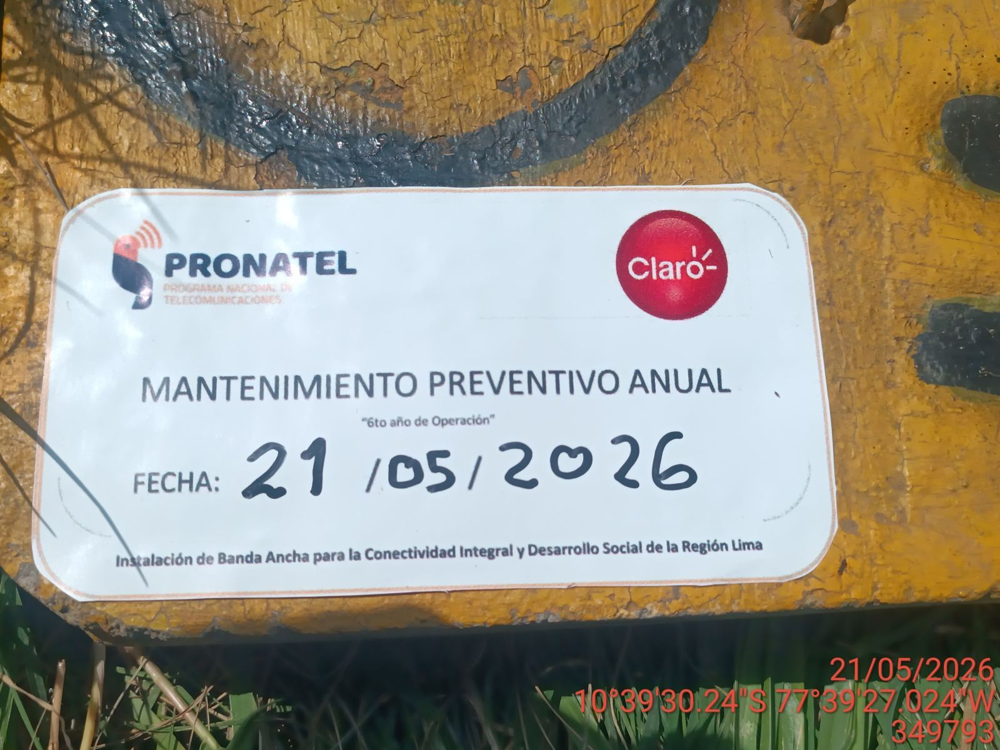 PRONATEL
PROGRAMA NACIONAL DE
TELECOMUNICACIONES
Claro
MANTENIMIENTO PREVENTIVO ANUAL
"6to año de Operación"
FECHA: 21/05/2026
Instalación de Banda Ancha para la Conectividad Integral y Desarrollo Social de la Región Lima
21/05/2026
10°39'30.24"S 77°39'27.024"W
349793